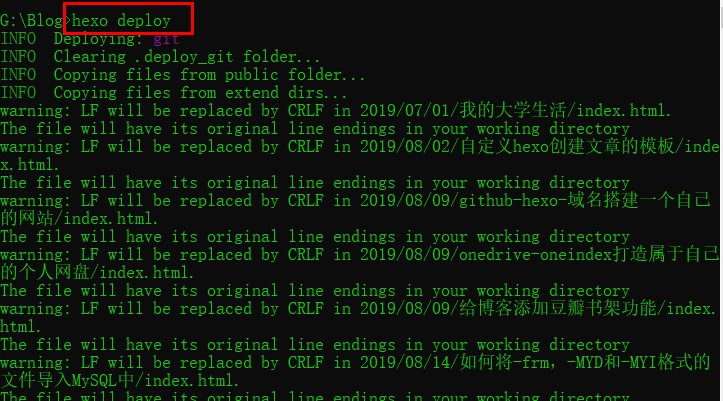 G:\Blog>hexo deploy
INFO  Deploying: git
INFO  Clearing .deploy_git folder...
INFO  Copying files from public folder...
INFO  Copying files from extend dirs...
warning: LF will be replaced by CRLF in 2019/07/01/我的大学生活/index.html.
The file will have its original line endings in your working directory
warning: LF will be replaced by CRLF in 2019/08/02/自定义hexo创建文章的模板/inde
x.html.
The file will have its original line endings in your working directory
warning: LF will be replaced by CRLF in 2019/08/09/github-hexo-域名搭建一个自己
的网站/index.html.
The file will have its original line endings in your working directory
warning: LF will be replaced by CRLF in 2019/08/09/onedrive-oneindex打造属于自己
的个人网盘/index.html.
The file will have its original line endings in your working directory
warning: LF will be replaced by CRLF in 2019/08/09/给博客添加豆瓣书架功能/index.
html.
The file will have its original line endings in your working directory
warning: LF will be replaced by CRLF in 2019/08/14/如何将-frm，-MYD和-MYI格式的
文件导入MySQL中/index.html.
The file will have its original line endings in your working directory